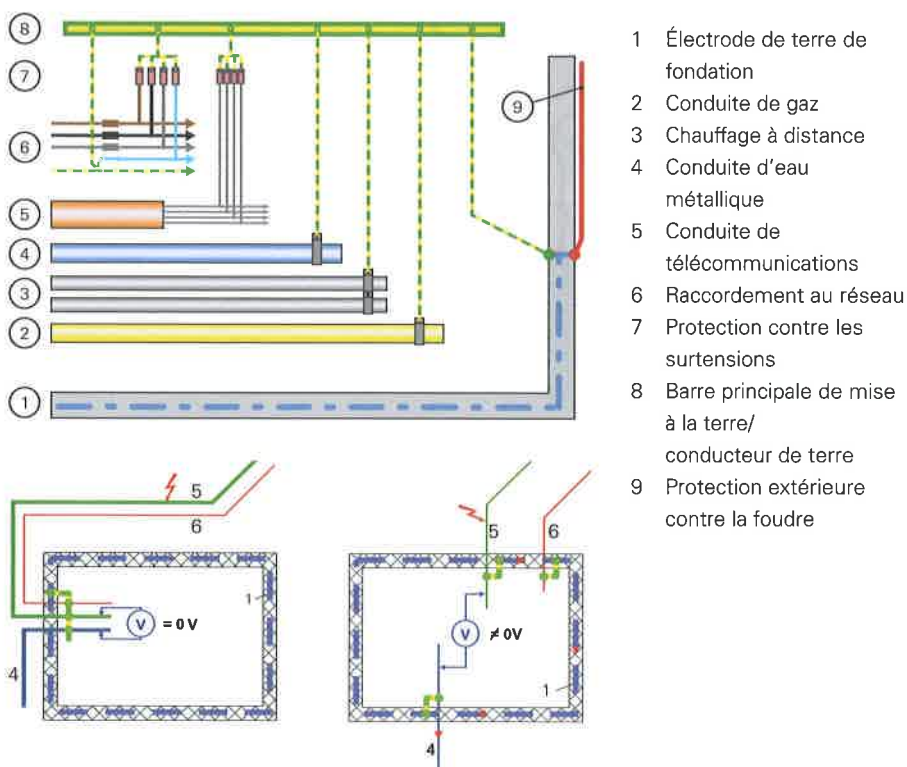 8
7
6
5
4
3
2
1
9
1 Électrode de terre de
fondation
2 Conduite de gaz
3 Chauffage à distance
4 Conduite d'eau
métallique
5 Conduite de
télécommunications
6 Raccordement au réseau
7 Protection contre les
surtensions
8 Barre principale de mise
à la terre/
conducteur de terre
9 Protection extérieure
contre la foudre
5
6
1
V = 0 V
4
5
6
V ≠ 0V
1
4